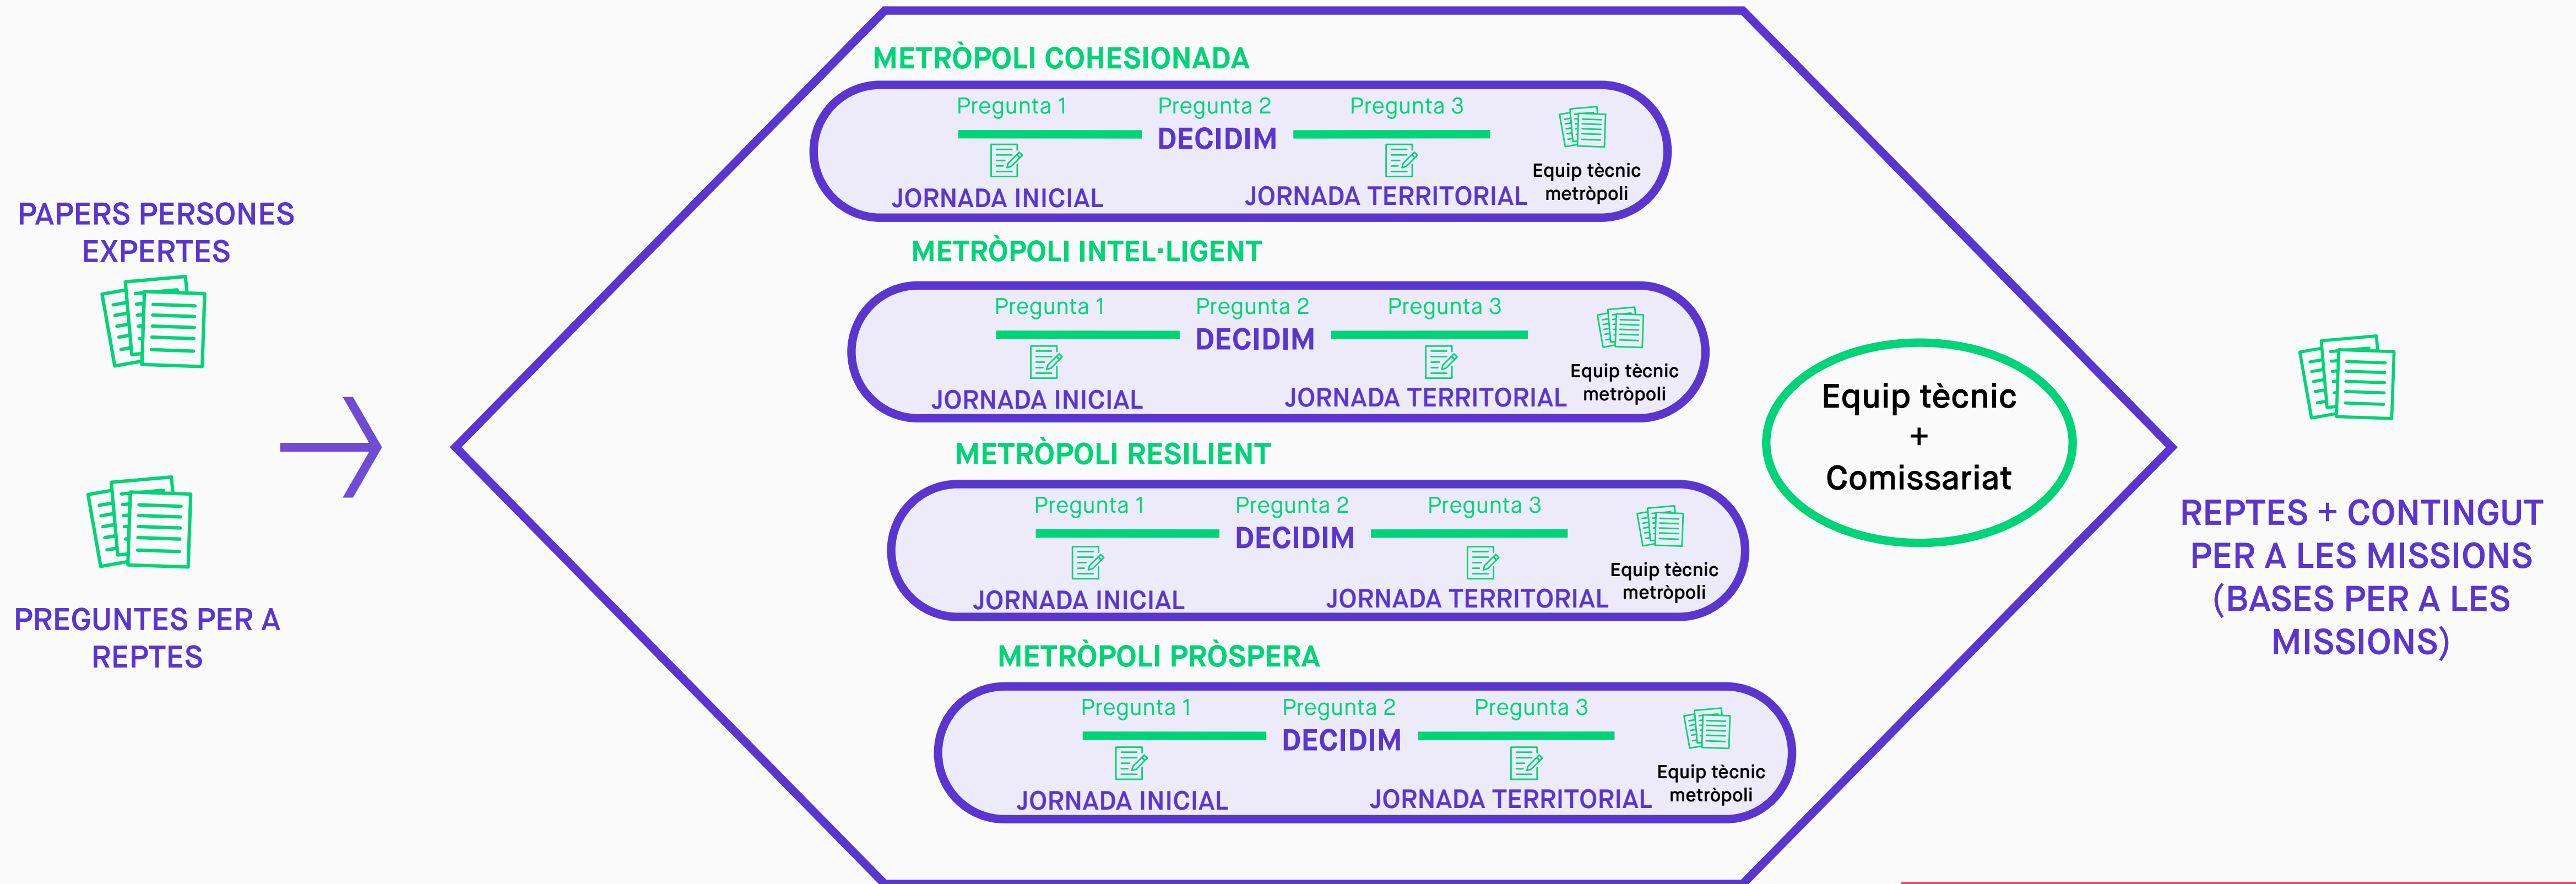 PAPERS PERSONES
EXPERTES
PREGUNTES PER A
REPTES
METRÒPOLI COHESIONADA
Pregunta 1
Pregunta 2
Pregunta 3
DECIDIM
JORNADA INICIAL
JORNADA TERRITORIAL
Equip tècnic
metròpoli
METRÒPOLI INTEL·LIGENT
Pregunta 1
Pregunta 2
Pregunta 3
DECIDIM
JORNADA INICIAL
JORNADA TERRITORIAL
Equip tècnic
metròpoli
METRÒPOLI RESILIENT
Pregunta 1
Pregunta 2
Pregunta 3
DECIDIM
JORNADA INICIAL
JORNADA TERRITORIAL
Equip tècnic
metròpoli
METRÒPOLI PRÒSPERA
Pregunta 1
Pregunta 2
Pregunta 3
DECIDIM
JORNADA INICIAL
JORNADA TERRITORIAL
Equip tècnic
metròpoli
Equip tècnic
+
Comissariat
REPTES + CONTINGUT
PER A LES MISSIONS
(BASES PER A LES
MISSIONS)